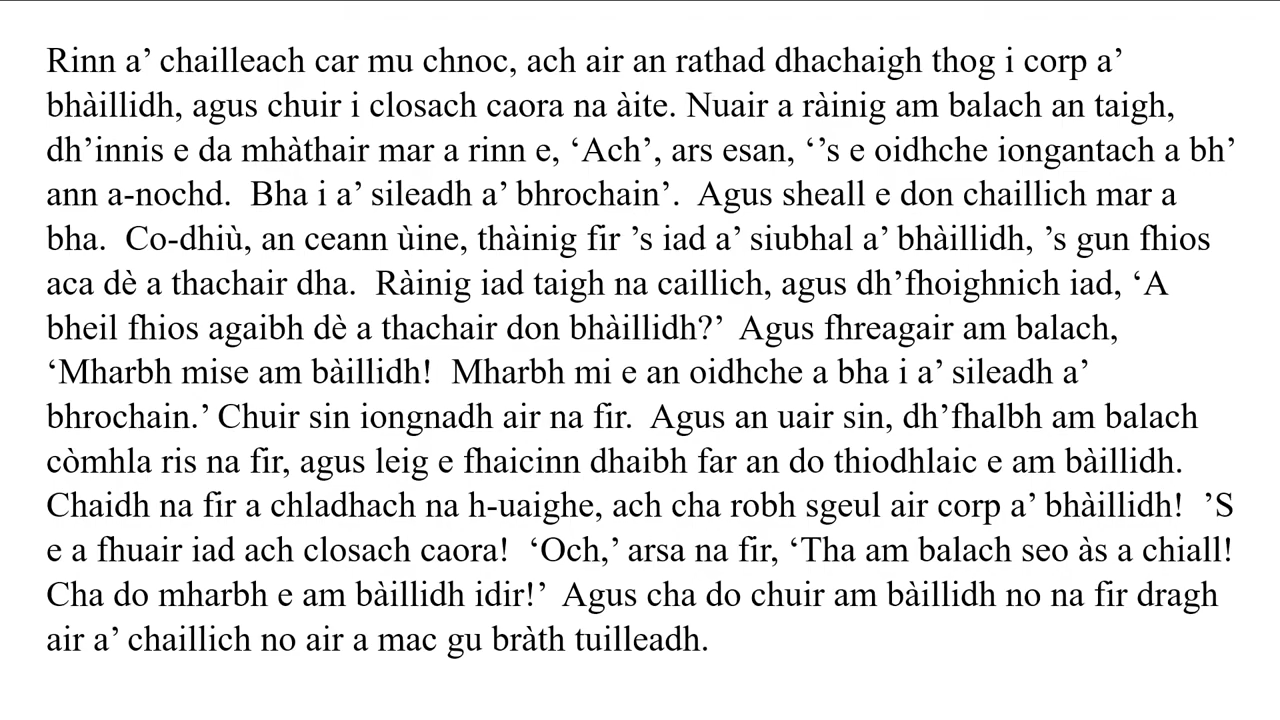 Rinn a’ chailleach car mu chnoc, ach air an rathad dhachaigh thog i corp a’
bhàillidh, agus chuir i closach caora na àite. Nuair a ràinig am balach an taigh,
dh’innis e da mhàthair mar a rinn e, ‘Ach’, ars esan, ‘’s e oidhche iongantach a bh’
ann a-nochd.  Bha i a’ sileadh a’ bhrochain’.  Agus sheall e don chaillich mar a
bha.  Co-dhiù, an ceann ùine, thàinig fir ’s iad a’ siubhal a’ bhàillidh, ’s gun fhios
aca dè a thachair dha.  Ràinig iad taigh na caillich, agus dh’fhoighnich iad, ‘A
bheil fhios agaibh dè a thachair don bhàillidh?’  Agus fhreagair am balach,
‘Mharbh mise am bàillidh!  Mharbh mi e an oidhche a bha i a’ sileadh a’
bhrochain.’ Chuir sin iongnadh air na fir.  Agus an uair sin, dh’fhalbh am balach
còmhla ris na fir, agus leig e fhaicinn dhaibh far an do thiodhlaic e am bàillidh.
Chaidh na fir a chladhach na h-uaighe, ach cha robh sgeul air corp a’ bhàillidh!  ’S
e a fhuair iad ach closach caora!  ‘Och,’ arsa na fir, ‘Tha am balach seo às a chiall!
Cha do mharbh e am bàillidh idir!’  Agus cha do chuir am bàillidh no na fir dragh
air a’ chaillich no air a mac gu bràth tuilleadh.